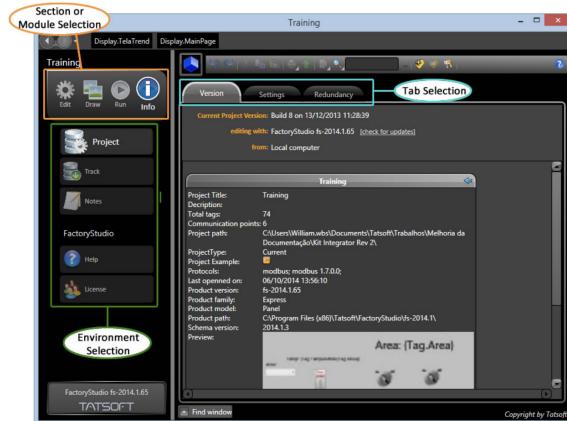 Section or
Module Selection
Training
Display.TelaTrend Display.MainPage
Training
Edit Draw Run Info
Version Settings Redundancy
Tab Selection
Current Project Version: Build 8 on 13/12/2013 11:28:39
editing with: FactoryStudio fs-2014.1.65 [check for updates]
from: Local computer
Project
Track
Notes
FactoryStudio
Help
License
Environment
Selection
FactoryStudio fs-2014.1.65
TATSOFT
Training
Project Title: Training
Decription:
Total tags: 74
Communication points: 6
Project path: C:\Users\William.wbs\Documents\Tatsoft\Trabalhos\Melhoria da
Documentação\Kit Integrator Rev 2\
ProjectType: Current
Project Example:
Protocols: modbus; modbus 1.7.0.0;
Last openned on: 06/10/2014 13:56:10
Product version: fs-2014.1.65
Product family: Express
Product model: Panel
Product path: C:\Program Files (x86)\Tatsoft\FactoryStudio\fs-2014.1\
Schema version: 2014.1.3
Preview:
Area: {Tag.Area}
Find window
Copyright by Tatsoft